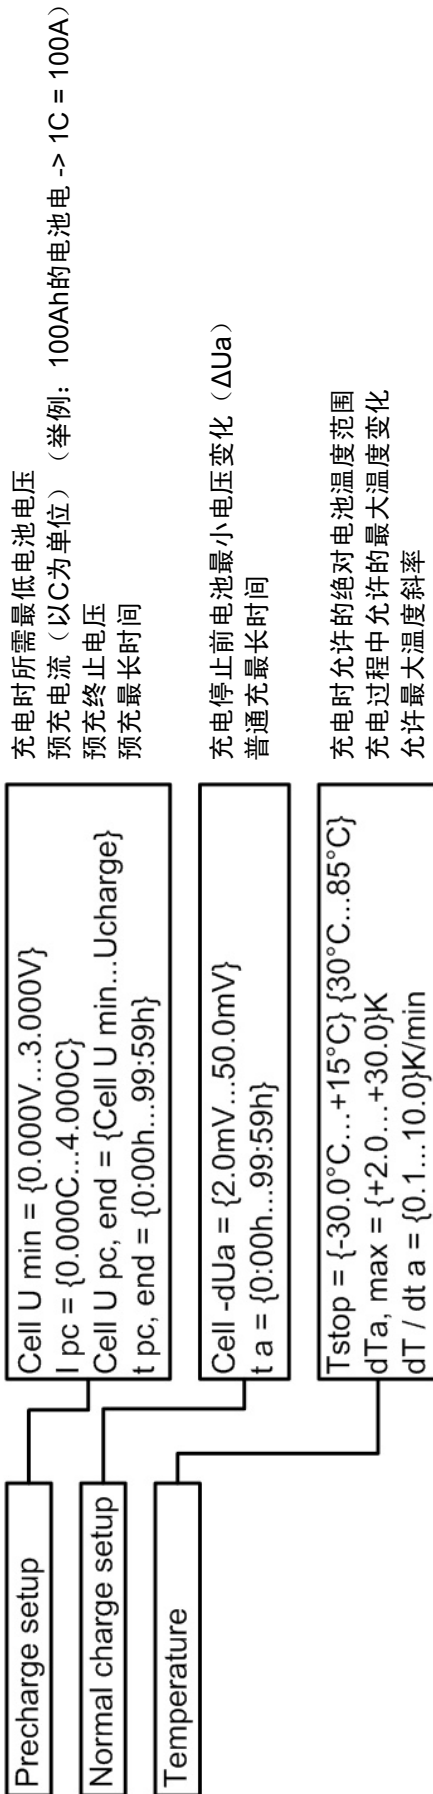 Precharge setup
Cell U min = {0.000V...3.000V}
充电时所需最低电池电压
I pc = {0.000C...4.000C}
预充电流（以C为单位）（举例：100Ah的电池电 -> 1C = 100A）
Cell U pc, end = {Cell U min...Ucharge}
预充终止电压
t pc, end = {0:00h...99:59h}
预充最长时间
Normal charge setup
Cell -dUa = {2.0mV...50.0mV}
充电停止前电池最小电压变化（ΔUa）
t a = {0:00h...99:59h}
普通充最长时间
Temperature
Tstop = {-30.0°C...+15°C} {30°C...85°C}
充电时允许的绝对电池温度范围
dTa, max = {+2.0...+30.0}K
充电过程中允许的最大温度变化
dT / dt a = {0.1...10.0}K/min
允许最大温度斜率